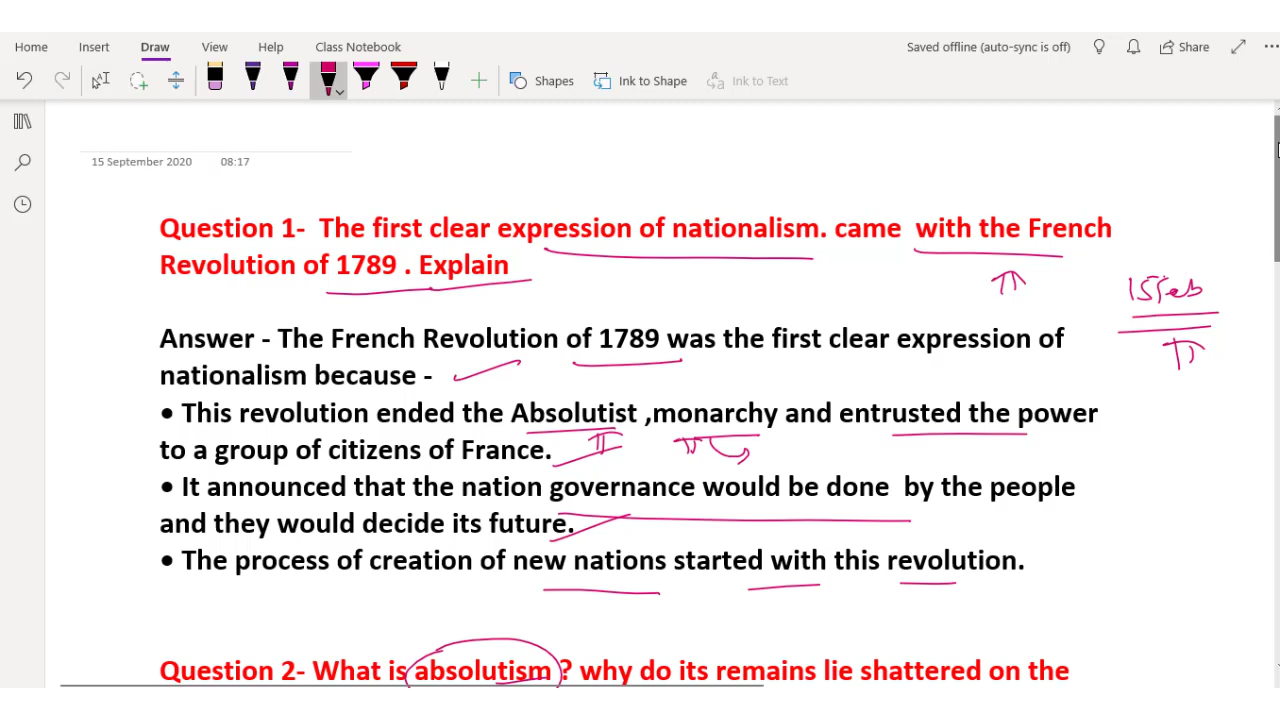 Home Insert Draw View Help Class Notebook Saved offline (auto-sync is off) Share
Shapes Ink to Shape Ink to Text
15 September 2020 08:17
Question 1- The first clear expression of nationalism. came with the French
Revolution of 1789 . Explain
15 Feb
Answer - The French Revolution of 1789 was the first clear expression of
nationalism because -
• This revolution ended the Absolutist ,monarchy and entrusted the power
to a group of citizens of France.
• It announced that the nation governance would be done by the people
and they would decide its future.
• The process of creation of new nations started with this revolution.
Question 2- What is absolutism ? why do its remains lie shattered on the